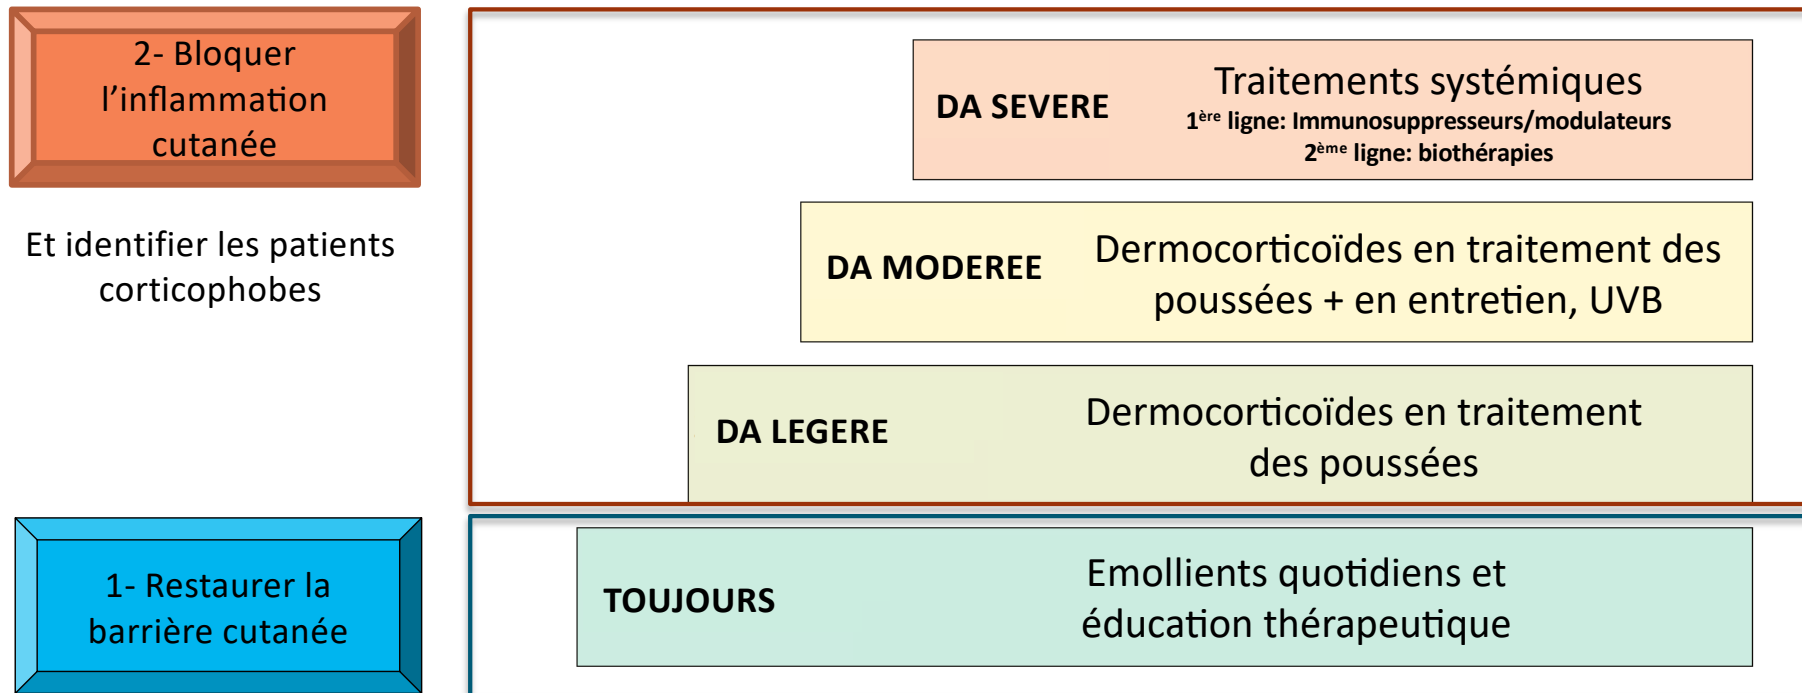 2- Bloquer
l’inflammation
cutanée
Et identifier les patients
corticophobes
DA SEVERE
Traitements systémiques
1ère ligne: Immunosuppresseurs/modulateurs
2ème ligne: biothérapies
DA MODEREE
Dermocorticoïdes en traitement des
poussées + en entretien, UVB
DA LEGERE
Dermocorticoïdes en traitement
des poussées
1- Restaurer la
barrière cutanée
TOUJOURS
Emollients quotidiens et
éducation thérapeutique